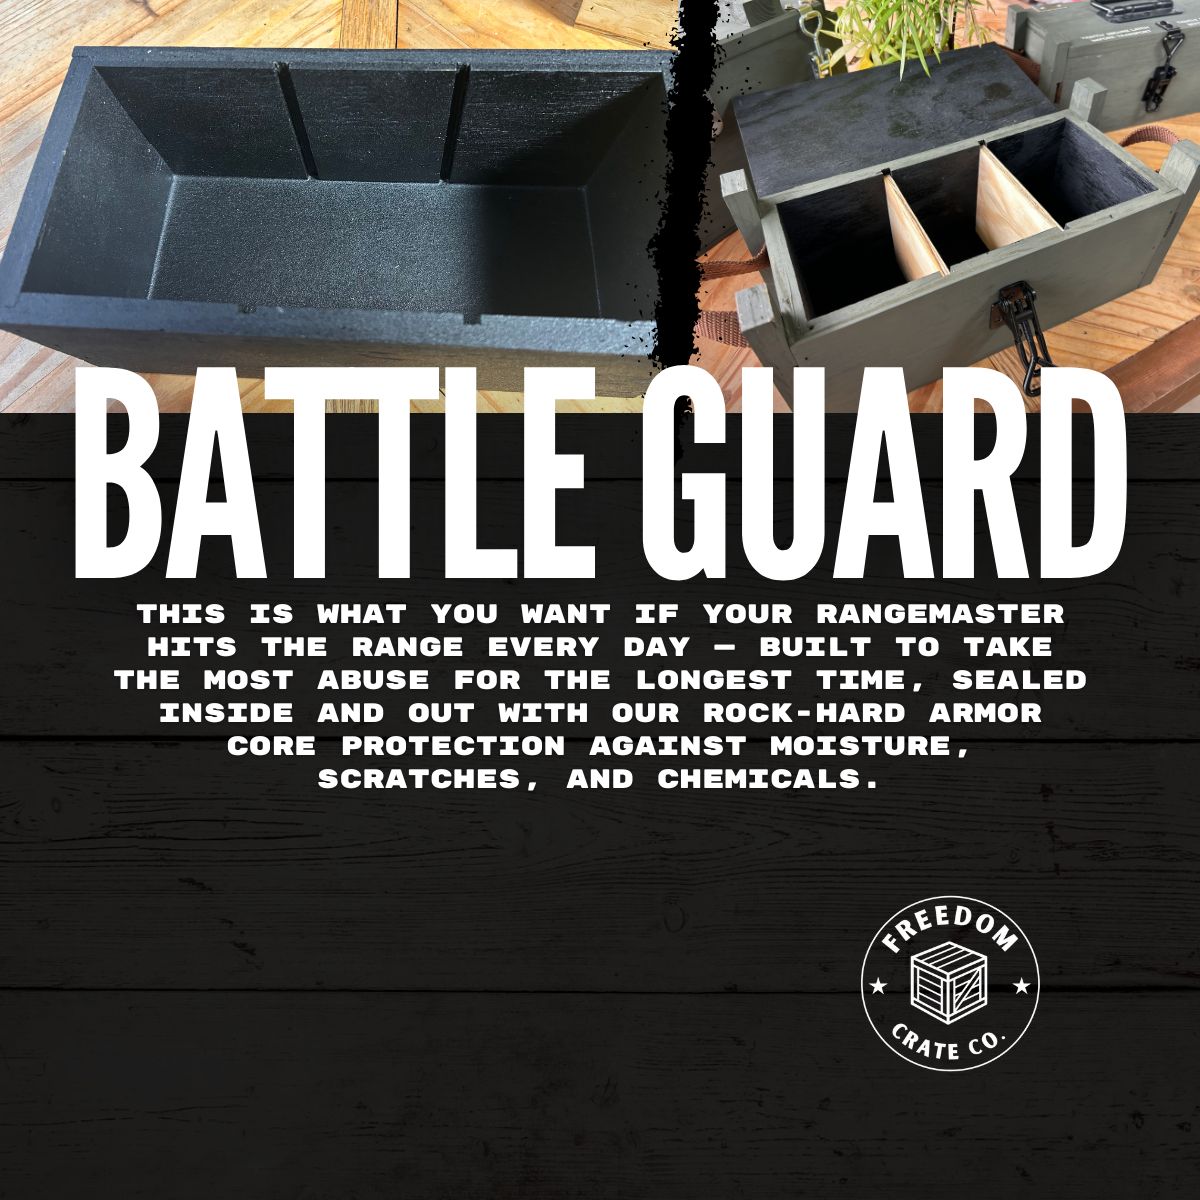 BATTLE GUARD
THIS IS WHAT YOU WANT IF YOUR RANGEMASTER
HITS THE RANGE EVERY DAY — BUILT TO TAKE
THE MOST ABUSE FOR THE LONGEST TIME, SEALED
INSIDE AND OUT WITH OUR ROCK-HARD ARMOR
CORE PROTECTION AGAINST MOISTURE,
SCRATCHES, AND CHEMICALS.
FREEDOM
CRATE CO.